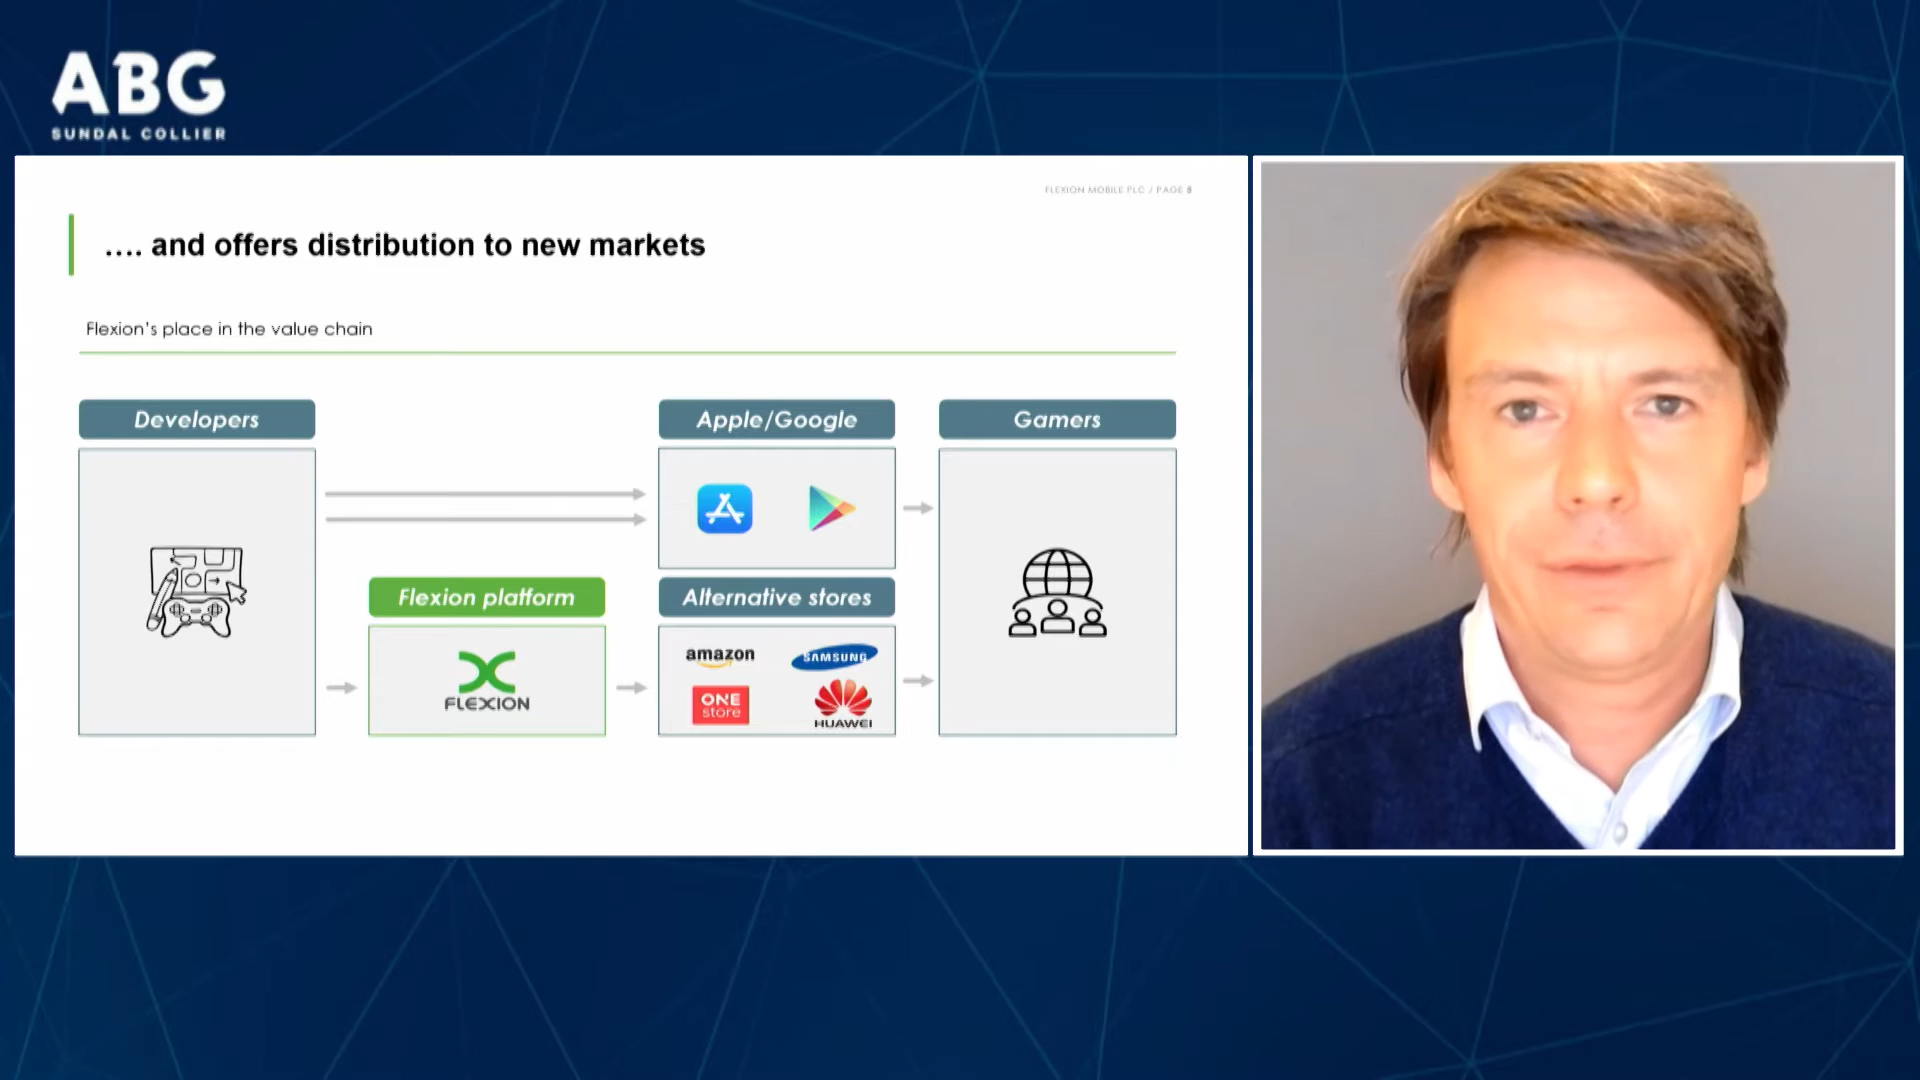 ABG
SUNDAL COLLIER
FLEXION MOBILE PLC / PAGE 8
.... and offers distribution to new markets
Flexion's place in the value chain
Developers
Apple/Google
Gamers
Flexion platform
Alternative stores
amazon
SAMSUNG
FLEXION
ONE
store
HUAWEI